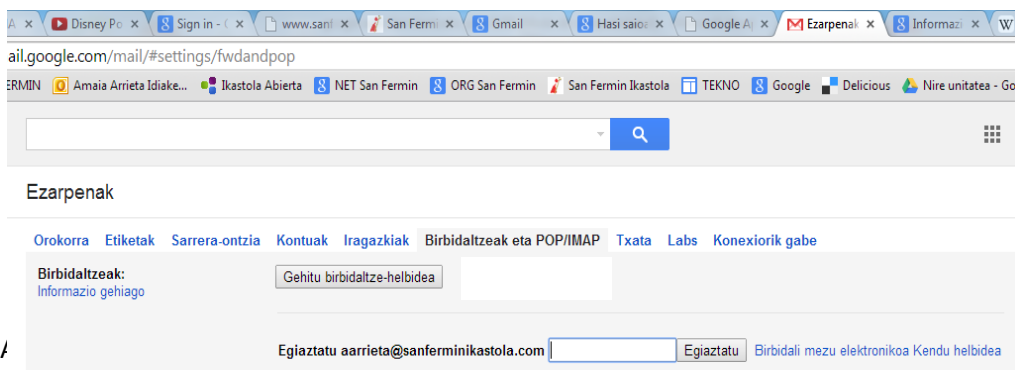 A Disney Po Sign in - ( www.sanf San Fermi Gmail Hasi saioa Google Ap Ezarpenak Informazi W
ail.google.com/mail/#settings/fwdandpop
ERMIN Amaia Arrieta Idiake... Ikastola Abierta NET San Fermin ORG San Fermin San Fermin Ikastola TEKNO Google Delicious Nire unitatea - Go
Ezarpenak
Orokorra Etiketak Sarrera-ontzia Kontuak Iragazkiak Birbidaltzeak eta POP/IMAP Txata Labs Konexiorik gabe
Birbidaltzeak: Gehitu birbidaltze-helbidea
Informazio gehiago
Egiaztatu aarrieta@sanferminikastola.com Egiaztatu Birbidali mezu elektronikoa Kendu helbidea